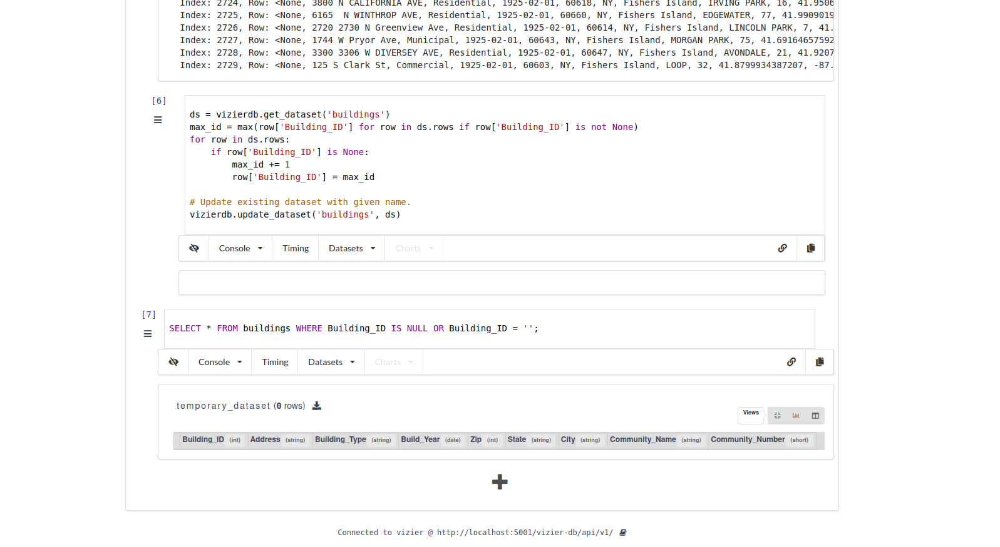 Index: 2724, Row: <None, 3800 N CALIFORNIA AVE, Residential, 1925-02-01, 60618, NY, Fishers Island, IRVING PARK, 16, 41.9506
Index: 2725, Row: <None, 6165  N WINTHROP AVE, Residential, 1925-02-01, 60660, NY, Fishers Island, EDGEWATER, 77, 41.9909019
Index: 2726, Row: <None, 2720 2730 N Greenview Ave, Residential, 1925-02-01, 60614, NY, Fishers Island, LINCOLN PARK, 7, 41.
Index: 2727, Row: <None, 1744 W Pryor Ave, Municipal, 1925-02-01, 60643, NY, Fishers Island, MORGAN PARK, 75, 41.69164657592
Index: 2728, Row: <None, 3300 3306 W DIVERSEY AVE, Residential, 1925-02-01, 60647, NY, Fishers Island, AVONDALE, 21, 41.9207
Index: 2729, Row: <None, 125 S Clark St, Commercial, 1925-02-01, 60603, NY, Fishers Island, LOOP, 32, 41.8799934387207, -87.
[6]
ds = vizierdb.get_dataset('buildings')
max_id = max(row['Building_ID'] for row in ds.rows if row['Building_ID'] is not None)
for row in ds.rows:
    if row['Building_ID'] is None:
        max_id += 1
        row['Building_ID'] = max_id
# Update existing dataset with given name.
vizierdb.update_dataset('buildings', ds)
Console Timing Datasets Charts
[7]
SELECT * FROM buildings WHERE Building_ID IS NULL OR Building_ID = '';
Console Timing Datasets Charts
temporary_dataset (0 rows)
Views
Building_ID (int) Address (string) Building_Type (string) Build_Year (date) Zip (int) State (string) City (string) Community_Name (string) Community_Number (short)
Connected to vizier @ http://localhost:5001/vizier-db/api/v1/